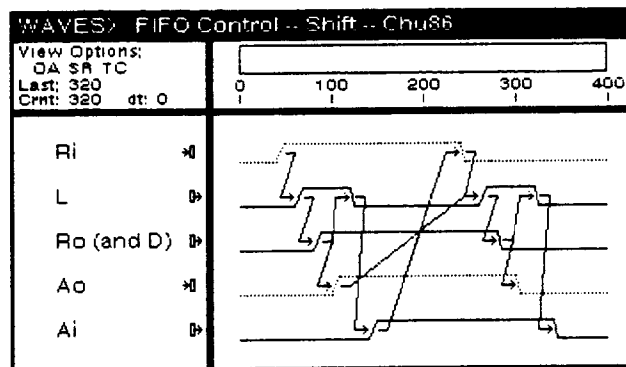 WAVES> FIFO Control -- Shift -- Chu86
View Options:
OA SR TC
Last: 320
Crnt: 320 dt: 0
0 100 200 300 400
Ri
L
Ro (and D)
Ao
Ai